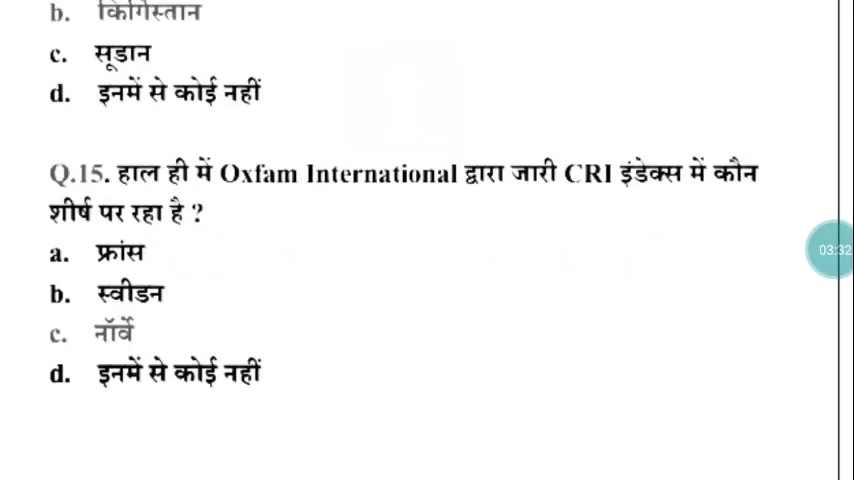 b. किर्गिस्तान
c. सूडान
d. इनमें से कोई नहीं
Q.15. हाल ही में Oxfam International द्वारा जारी CRI इंडेक्स में कौन
शीर्ष पर रहा है ?
a. फ्रांस
b. स्वीडन
c. नॉर्वे
d. इनमें से कोई नहीं
03:32